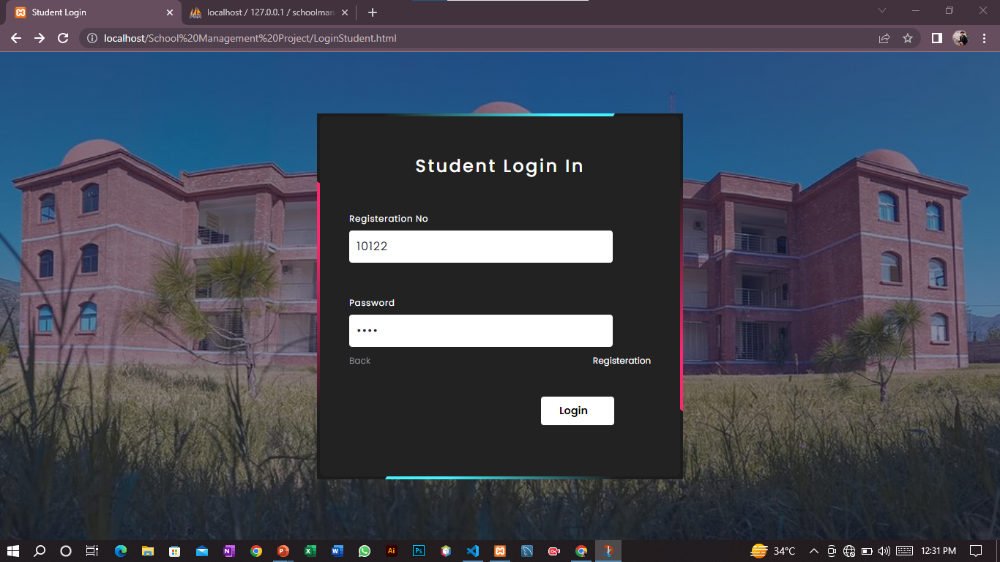 Student Login
localhost / 127.0.0.1 / schoolman
localhost/School%20Management%20Project/LoginStudent.html
Student Login In
Registeration No
10122
Password
••••
Back
Registeration
Login
34°C
12:31 PM